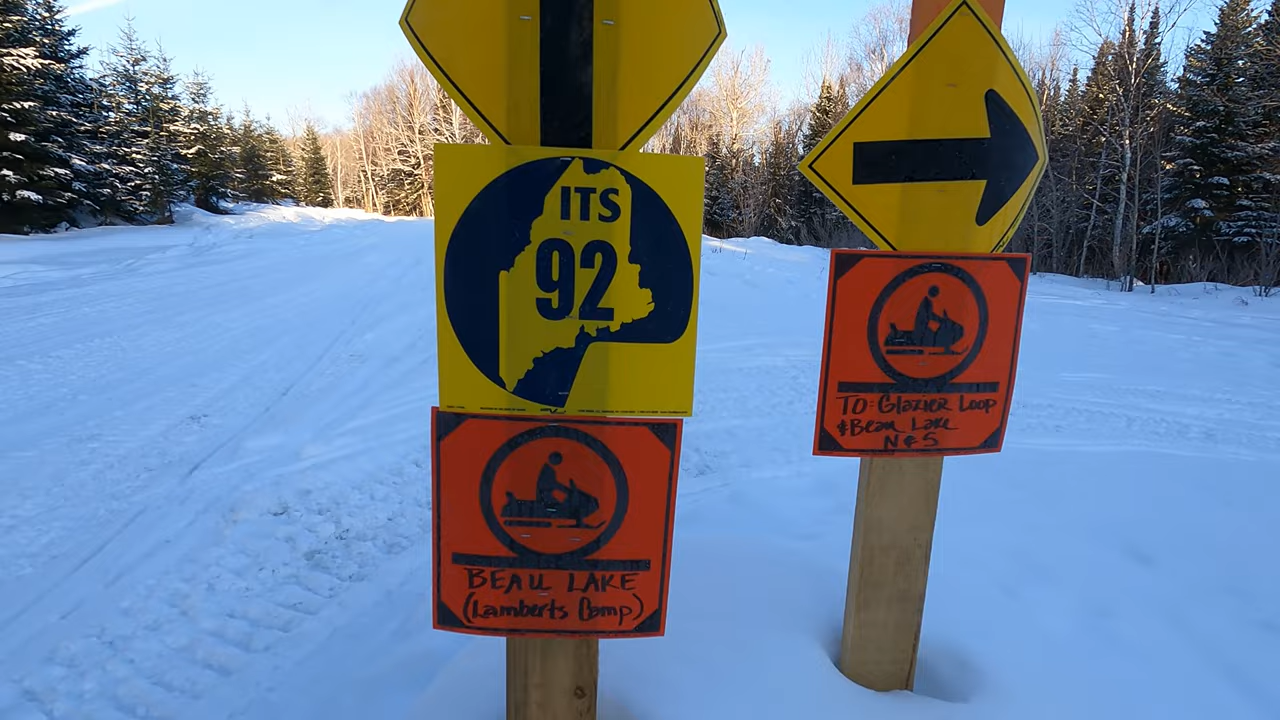 ITS
92
BEAU LAKE
(Lamberts Camp)
TO: Glazier Loop
& Beau Lake
N&S